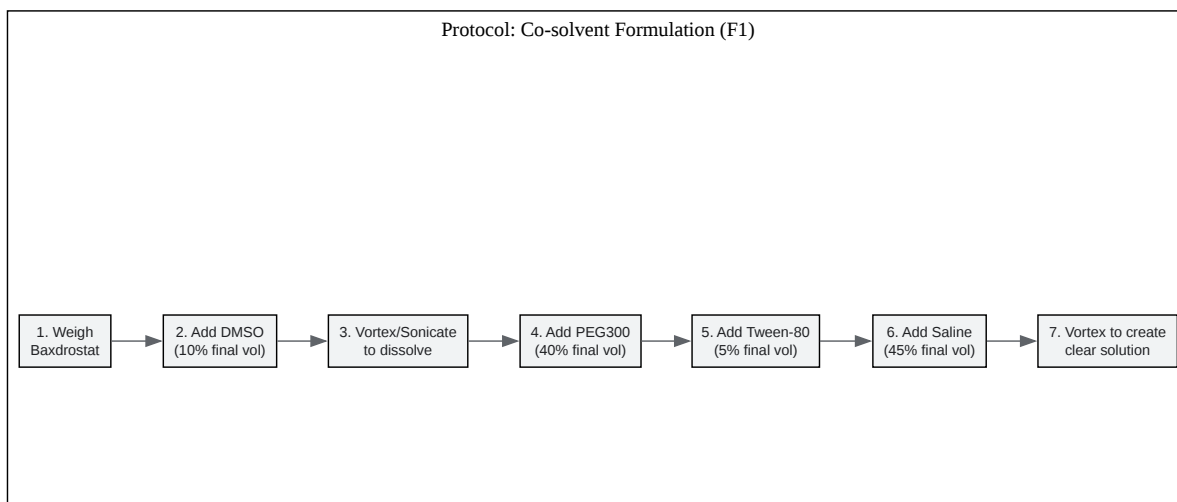 Protocol: Co-solvent Formulation (F1)
1. Weigh
Baxdrostat
2. Add DMSO
(10% final vol)
3. Vortex/Sonicate
to dissolve
4. Add PEG300
(40% final vol)
5. Add Tween-80
(5% final vol)
6. Add Saline
(45% final vol)
7. Vortex to create
clear solution